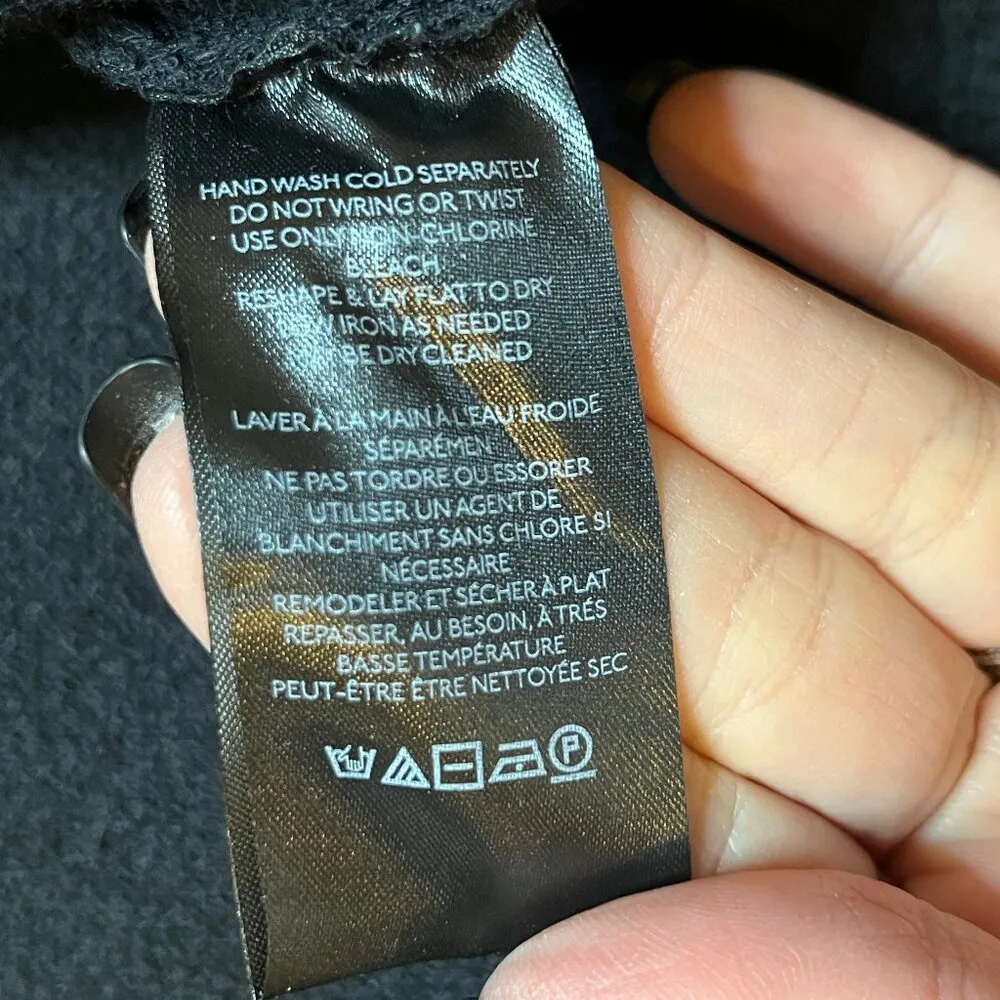 HAND WASH COLD SEPARATELY
DO NOT WRING OR TWIST
USE ONLY NON-CHLORINE
BLEACH
RESHAPE & LAY FLAT TO DRY
LOW IRON AS NEEDED
MAY BE DRY CLEANED
LAVER À LA MAIN À L'EAU FROIDE
SÉPARÉMENT
NE PAS TORDRE OU ESSORER
UTILISER UN AGENT DE
BLANCHIMENT SANS CHLORE SI
NÉCESSAIRE
REMODELER ET SÉCHER À PLAT
REPASSER, AU BESOIN, À TRÉS
BASSE TEMPÉRATURE
PEUT-ÊTRE ÊTRE NETTOYÉE SEC
P